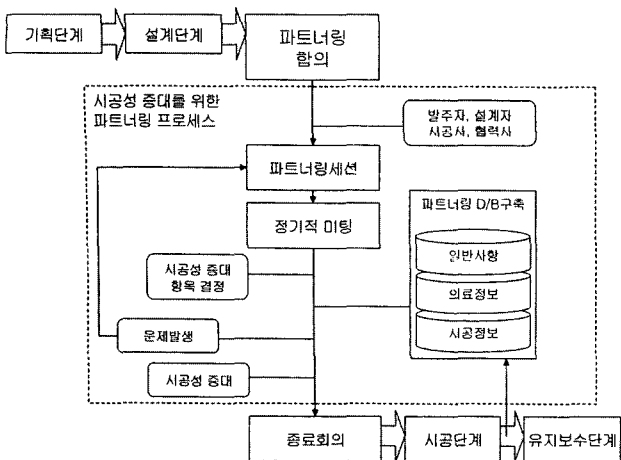 기획단계
설계단계
파트너링
합의
시공성 증대를 위한
파트너링 프로세스
발주자, 설계자
시공사, 협력사
파트너링세션
정기적 미팅
파트너링 D/B구축
일반사항
의료정보
시공정보
시공성 증대
항목 결정
문제발생
시공성 증대
종료회의
시공단계
유지보수단계